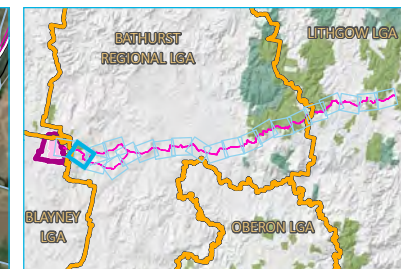 BATHURST
REGIONAL LGA
LITHGOW LGA
BLAYNEY
LGA
OBERON LGA